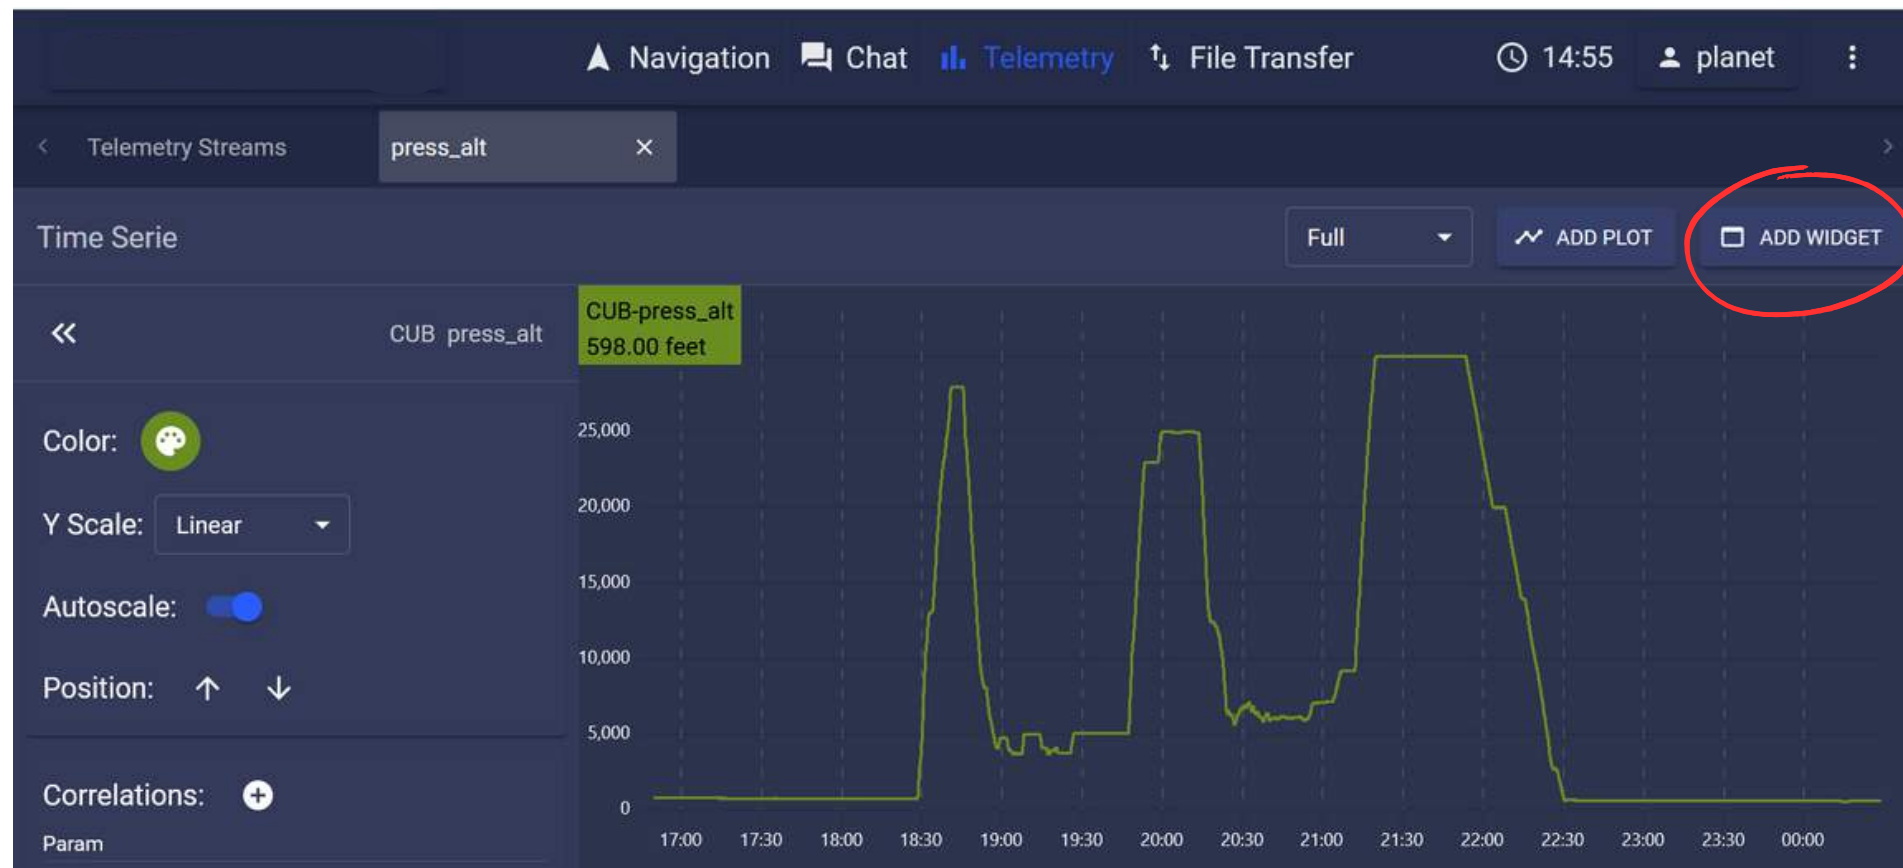 Navigation Chat Telemetry File Transfer 14:55 planet
Telemetry Streams press_alt
Time Serie Full ADD PLOT ADD WIDGET
CUB press_alt
Color:
Y Scale: Linear
Autoscale:
Position:
Correlations:
Param
CUB-press_alt
598.00 feet
25,000
20,000
15,000
10,000
5,000
0
17:00 17:30 18:00 18:30 19:00 19:30 20:00 20:30 21:00 21:30 22:00 22:30 23:00 23:30 00:00